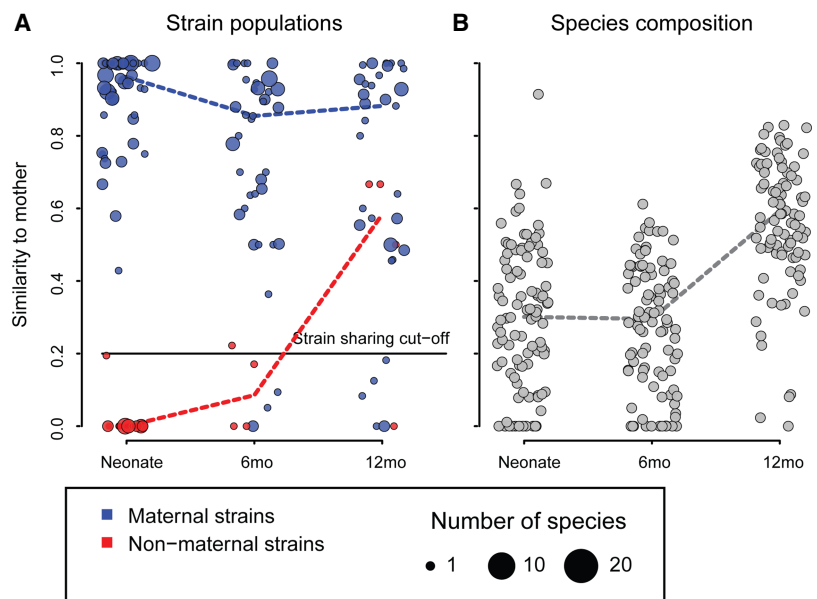 A
Strain populations
B
Species composition
Similarity to mother
1.0
0.8
0.6
0.4
0.2
0.0
Strain sharing cut−off
Neonate 6mo 12mo
Neonate 6mo 12mo
Maternal strains
Non−maternal strains
Number of species
1 10 20